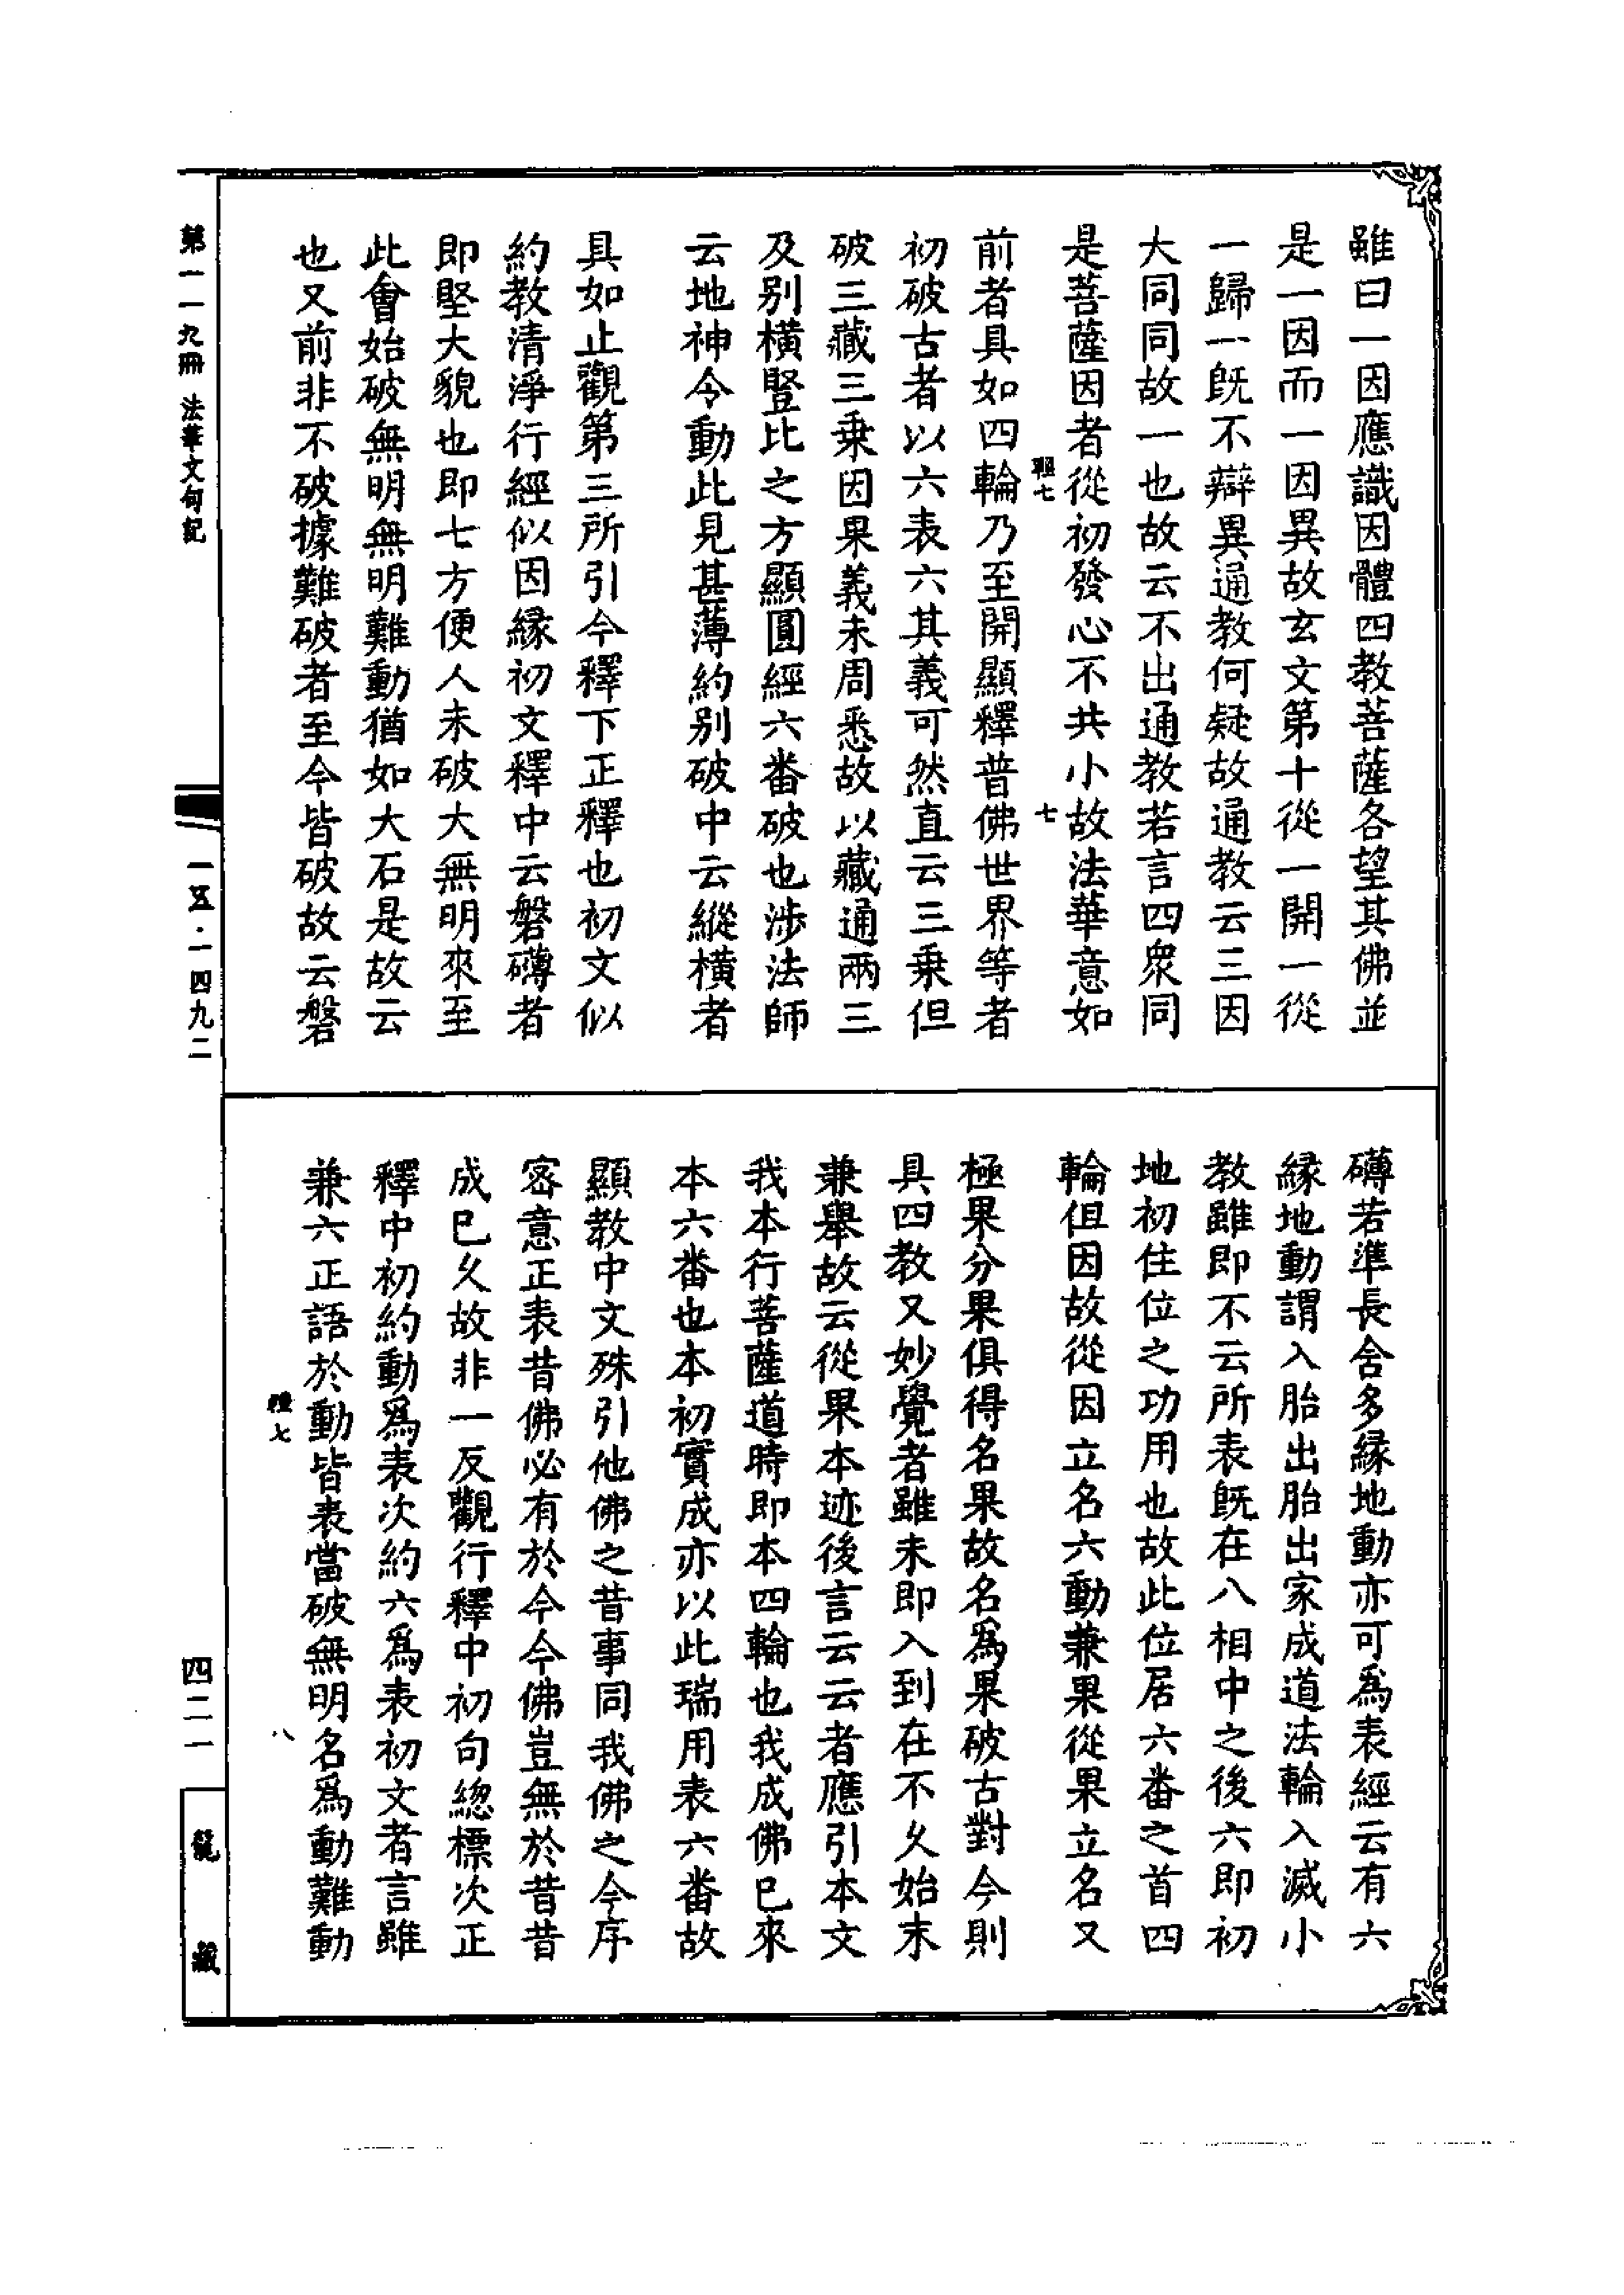 雖曰一因應識因體四教菩薩各望其佛並
是一因而一因異故玄文第十從一開一從
一歸一旣不辯異通教何疑故通教云三因
大同同故一也故云不出通教若言四衆同
是菩薩因者從初發心不共小故法華意如
七
七
前者具如四輪乃至開顯釋普佛世界等者
初破古者以六表六其義可然直云三乗但
破三藏三乗因果義未周悉故以藏通兩三
及別橫豎比之方顯圓經六番破也涉法師
云地神令動此見甚薄約別破中云縱橫者
具如止觀第三所引今釋下正釋也初文似
約教清淨行經似因緣初文釋中云磐礴者
即堅大貌也即七方便人未破大無明來至
此會始破無明無明難動猶如大石是故云
也又前非不破據難破者至今皆破故云磐
礴若準長舍多緣地動亦可爲表經云有六
緣地動謂入胎出胎出家成道法輪入滅小
教雖即不云所表旣在八相中之後六即初
地初住位之功用也故此位居六番之首四
輪但因故從因立名六動兼果從果立名又
極果分果俱得名果故名爲果破古對今則
具四教又妙覺者雖未即入到在不久始末
兼舉故云從果本迹後言云云者應引本文
我本行菩薩道時即本四輪也我成佛已來
本六番也本初實成亦以此瑞用表六番故
顯教中文殊引他佛之昔事同我佛之今序
密意正表昔佛必有於今今佛豈無於昔昔
成已久故非一反觀行釋中初句總標次正
釋中初約動爲表次約六爲表初文者言雖
兼六正語於動皆表當破無明名爲動難動
七
八
第一一九冊 法華文句記
一五·一四九二
四二一
龍藏